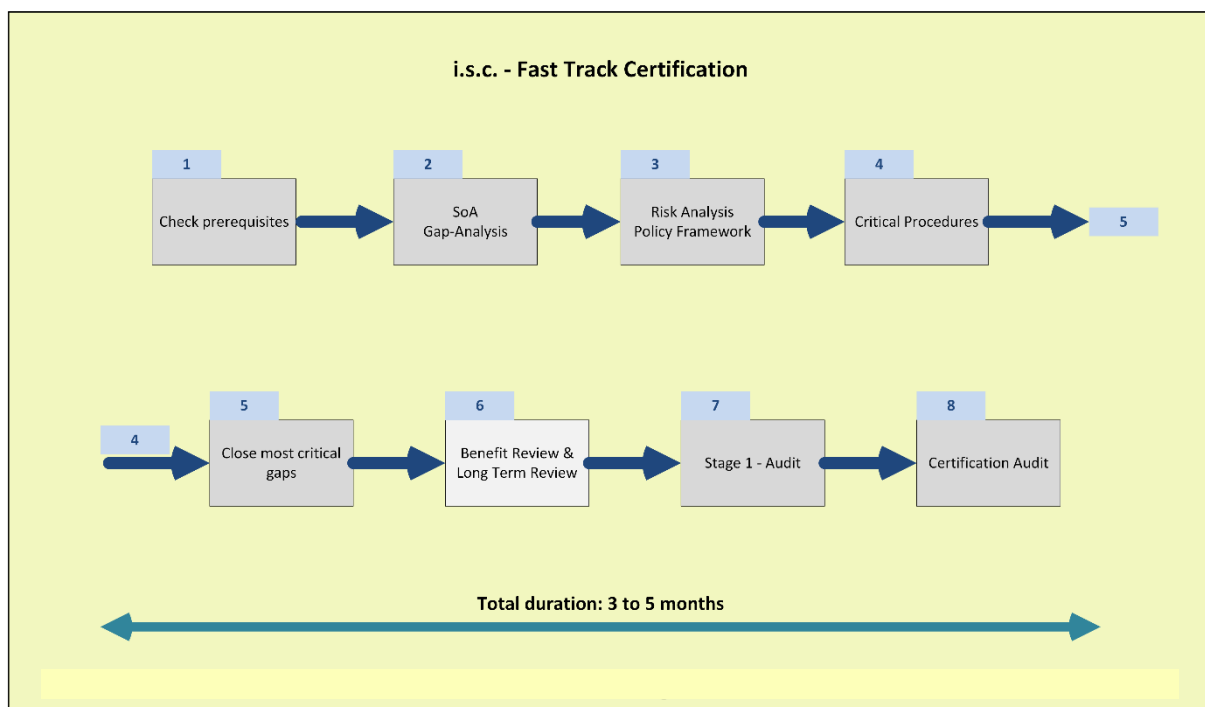 i.s.c. - Fast Track Certification
1
Check prerequisites
2
SoA
Gap-Analysis
3
Risk Analysis
Policy Framework
4
Critical Procedures
5
4
5
Close most critical
gaps
6
Benefit Review &
Long Term Review
7
Stage 1 - Audit
8
Certification Audit
Total duration: 3 to 5 months